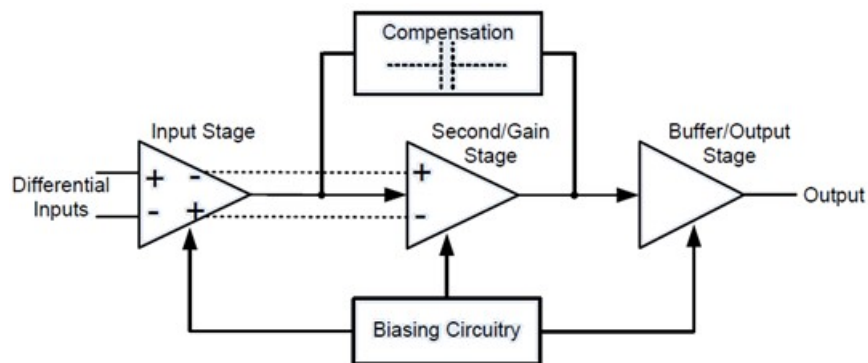 Compensation
Input Stage
Second/Gain
Stage
Buffer/Output
Stage
Differential
Inputs
+ -
- +
+
-
Output
Biasing Circuitry